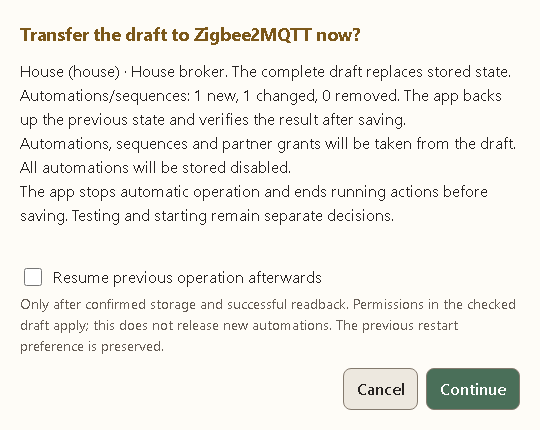 Transfer the draft to Zigbee2MQTT now?
House (house) · House broker. The complete draft replaces stored state.
Automations/sequences: 1 new, 1 changed, 0 removed. The app backs
up the previous state and verifies the result after saving.
Automations, sequences and partner grants will be taken from the draft.
All automations will be stored disabled.
The app stops automatic operation and ends running actions before
saving. Testing and starting remain separate decisions.
Resume previous operation afterwards
Only after confirmed storage and successful readback. Permissions in the checked
draft apply; this does not release new automations. The previous restart
preference is preserved.
Cancel Continue